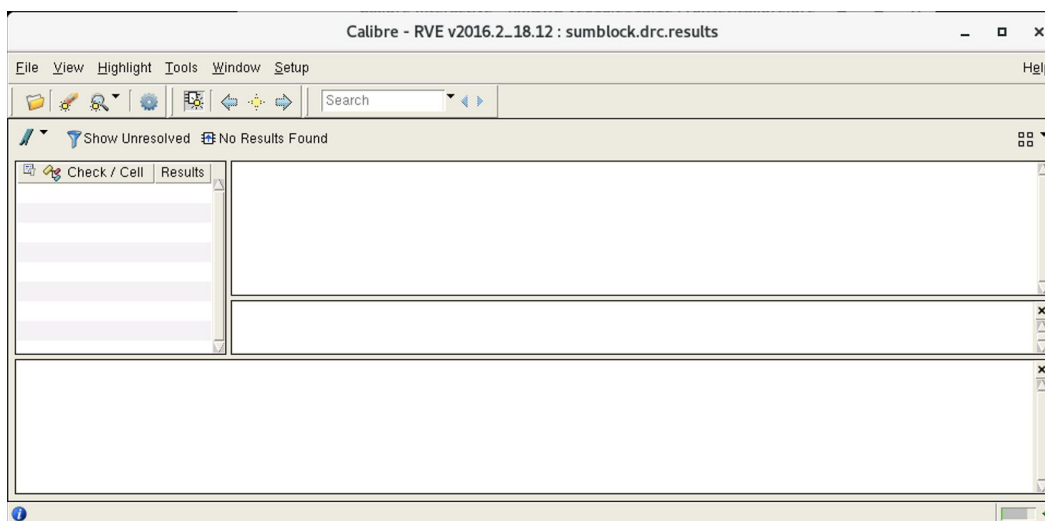 Calibre - RVE v2016.2_18.12 : sumblock.drc.results
File View Highlight Tools Window Setup Help
Search
Show Unresolved No Results Found
Check / Cell Results